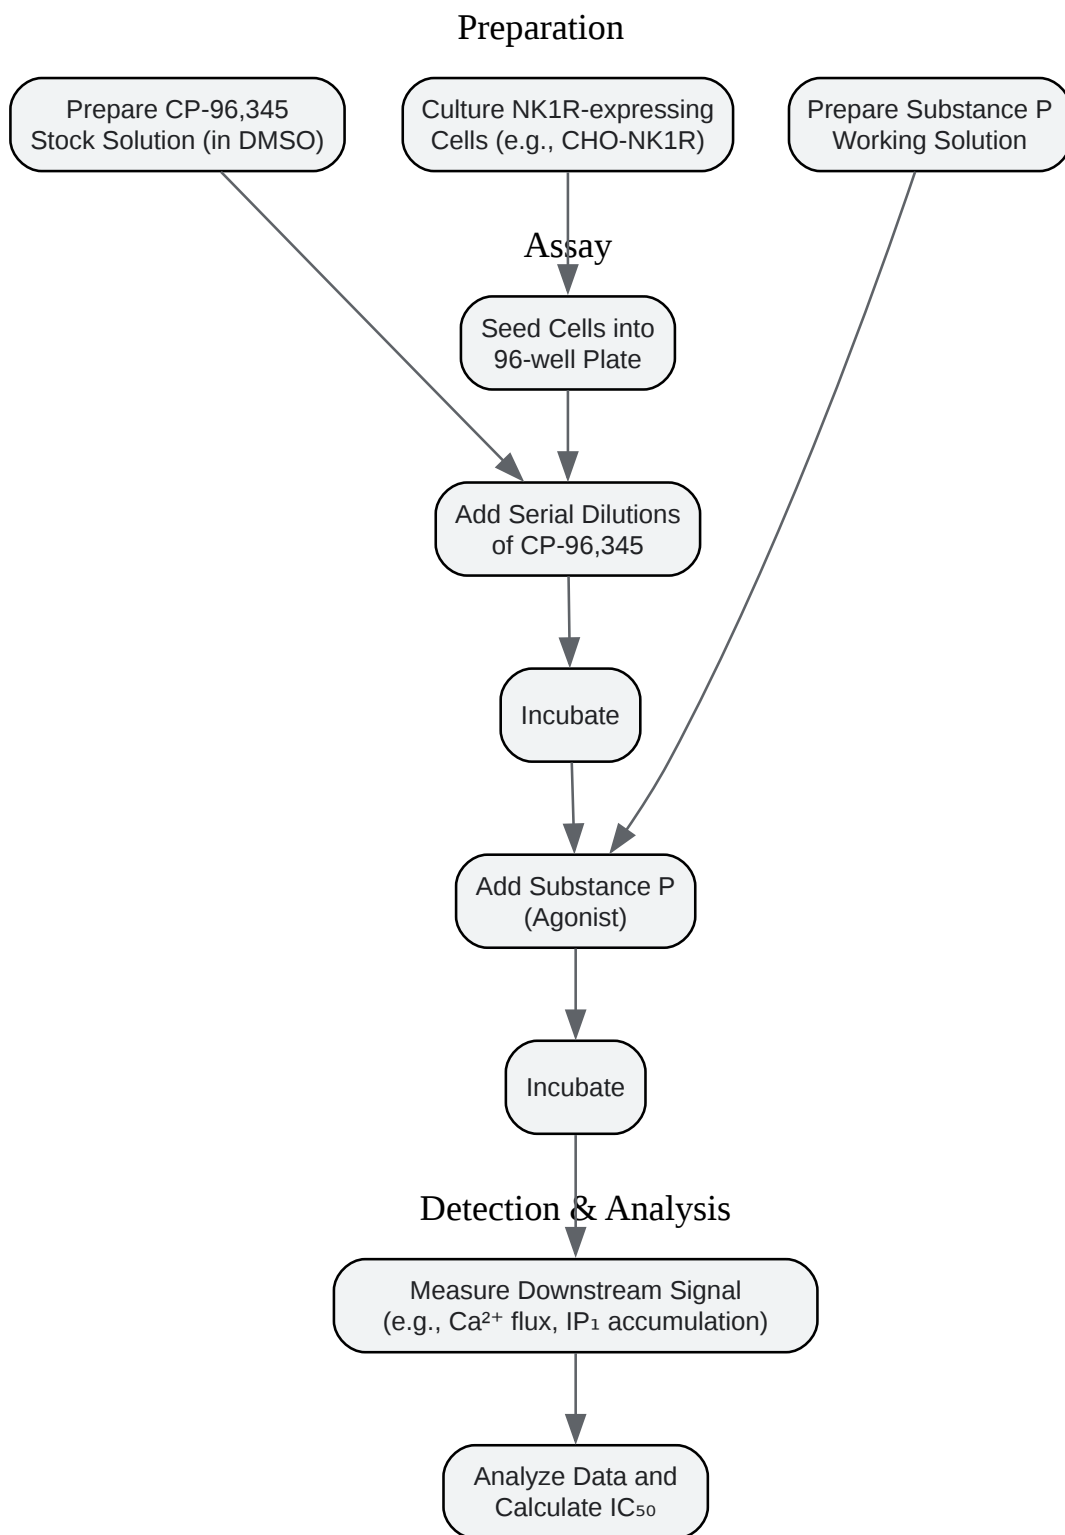 Preparation
Prepare CP-96,345
Stock Solution (in DMSO)
Culture NK1R-expressing
Cells (e.g., CHO-NK1R)
Prepare Substance P
Working Solution
Assay
Seed Cells into
96-well Plate
Add Serial Dilutions
of CP-96,345
Incubate
Add Substance P
(Agonist)
Incubate
Detection & Analysis
Measure Downstream Signal
(e.g., Ca²⁺ flux, IP₁ accumulation)
Analyze Data and
Calculate IC₅₀